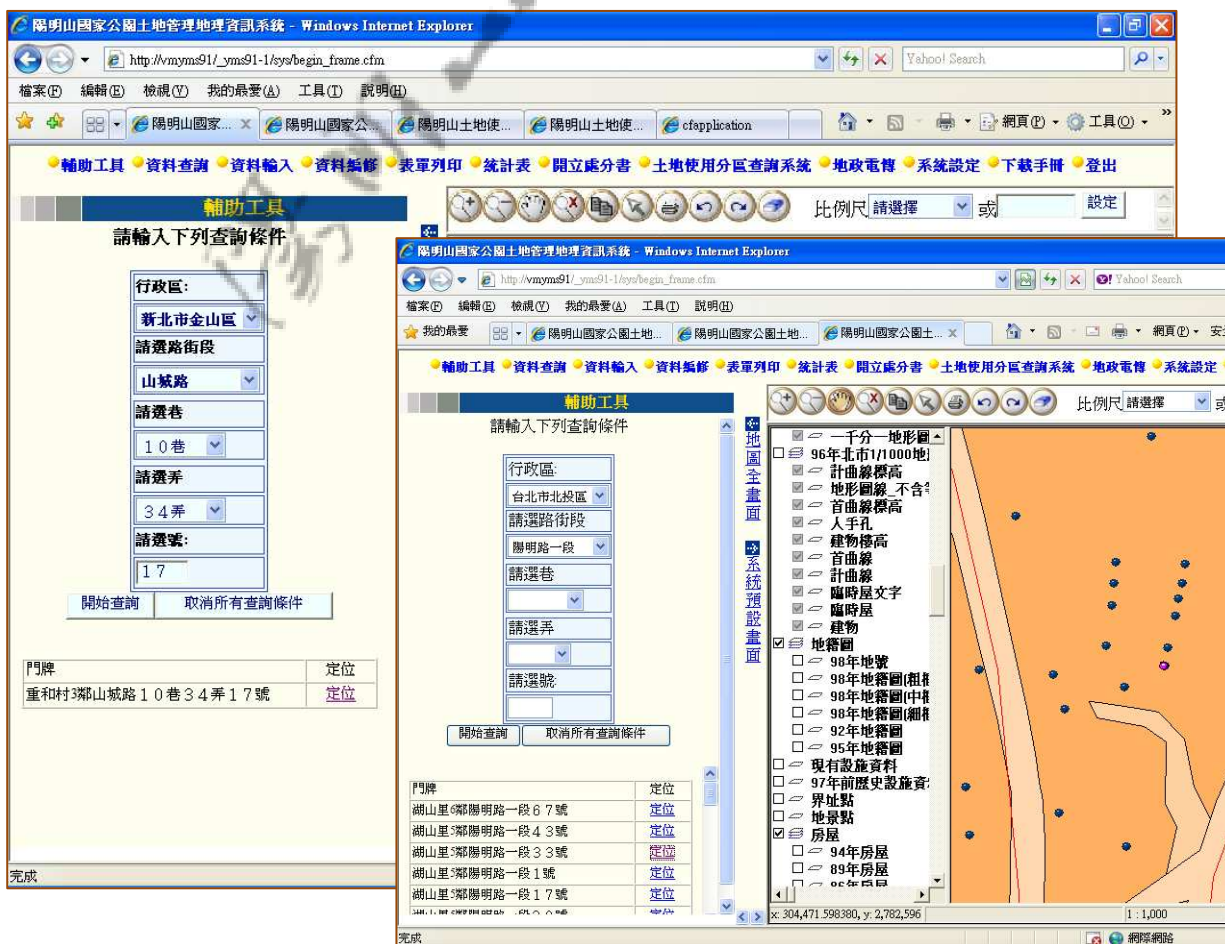 陽明山國家公園土地管理地理資訊系統 - Windows Internet Explorer
http://vmyms91/_yms91-1/sys/begin_frame.cfm
Yahoo! Search
檔案(F) 編輯(E) 檢視(V) 我的最愛(A) 工具(T) 說明(H)
陽明山國家... 陽明山國家公... 陽明山土地使... 陽明山土地使... cfapplication 網頁(P) 工具(O)
輔助工具 資料查詢 資料輸入 資料編修 表單列印 統計表 開立處分書 土地使用分區查詢系統 地政電傳 系統設定 下載手冊 登出
輔助工具
比例尺 請選擇 或 設定
請輸入下列查詢條件
行政區:
新北市金山區
請選路街段
山城路
請選巷
10巷
請選弄
34弄
請選號:
17
開始查詢 取消所有查詢條件
門牌 定位
重和村3鄰山城路10巷34弄17號 定位
完成
陽明山國家公園土地管理地理資訊系統 - Windows Internet Explorer
http://vmyms91/_yms91-1/sys/begin_frame.cfm
Yahoo! Search
檔案(F) 編輯(E) 檢視(V) 我的最愛(A) 工具(T) 說明(H)
我的最愛 陽明山國家公園土地... 陽明山國家公園土地... 陽明山國家公園土... 網頁(P) 安
輔助工具 資料查詢 資料輸入 資料編修 表單列印 統計表 開立處分書 土地使用分區查詢系統 地政電傳 系統設定
輔助工具
比例尺 請選擇
請輸入下列查詢條件
行政區:
台北市北投區
請選路街段
陽明路一段
請選巷
請選弄
請選號:
開始查詢 取消所有查詢條件
門牌 定位
湖山里6鄰陽明路一段67號 定位
湖山里5鄰陽明路一段43號 定位
湖山里5鄰陽明路一段33號 定位
湖山里5鄰陽明路一段1號 定位
湖山里5鄰陽明路一段17號 定位
地圖全畫面
系統預設畫面
一千分一地形圖
96年北市1/1000地
計曲線標高
地形圖線_不含等
首曲線標高
人手孔
建物樓高
首曲線
計曲線
臨時屋文字
臨時屋
建物
地籍圖
98年地號
98年地籍圖(粗
98年地籍圖(中
98年地籍圖(細
92年地籍圖
95年地籍圖
現有設施資料
97年前歷史設施資
界址點
地景點
房屋
94年房屋
89年房屋
86年房屋
x: 304,471.598380, y: 2,782,596 1 : 1,000
完成 網際網路